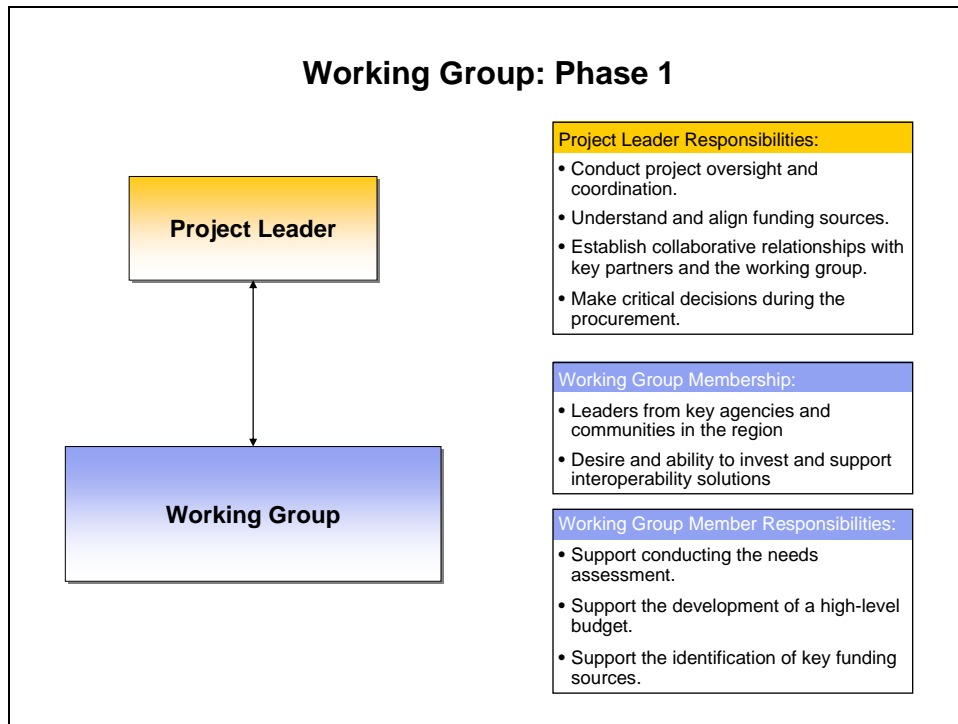 Working Group: Phase 1
Project Leader
Working Group
Project Leader Responsibilities:
• Conduct project oversight and
coordination.
• Understand and align funding sources.
• Establish collaborative relationships with
key partners and the working group.
• Make critical decisions during the
procurement.
Working Group Membership:
• Leaders from key agencies and
communities in the region
• Desire and ability to invest and support
interoperability solutions
Working Group Member Responsibilities:
• Support conducting the needs
assessment.
• Support the development of a high-level
budget.
• Support the identification of key funding
sources.